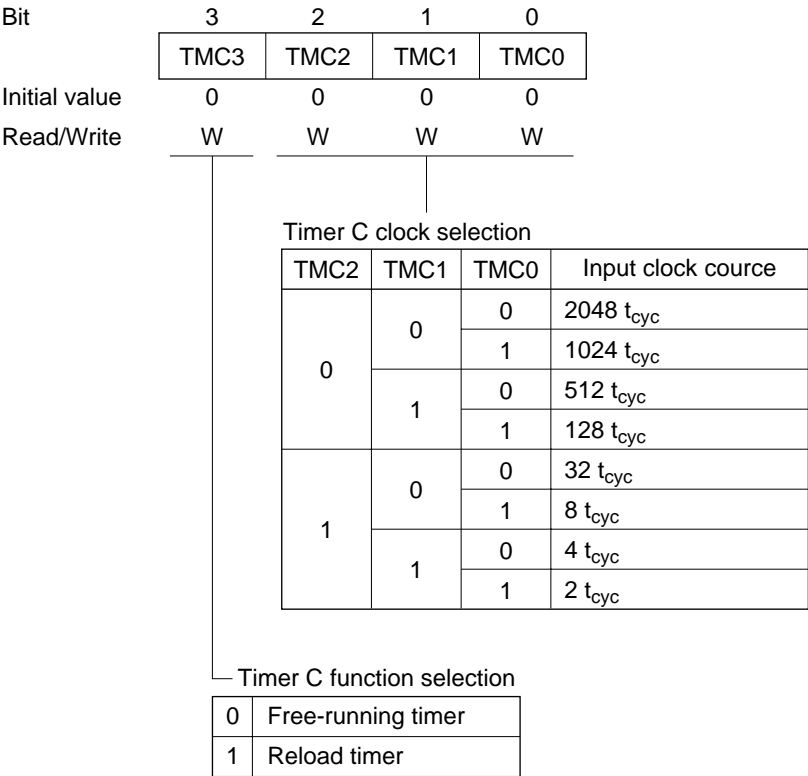 Bit 3 2 1 0
TMC3 TMC2 TMC1 TMC0
Initial value 0 0 0 0
Read/Write W W W W
Timer C clock selection
TMC2 TMC1 TMC0 Input clock cource
0 0 0 2048 tcyc
1 1024 tcyc
1 0 512 tcyc
1 128 tcyc
1 0 0 32 tcyc
1 8 tcyc
1 0 4 tcyc
1 2 tcyc
Timer C function selection
0 Free-running timer
1 Reload timer